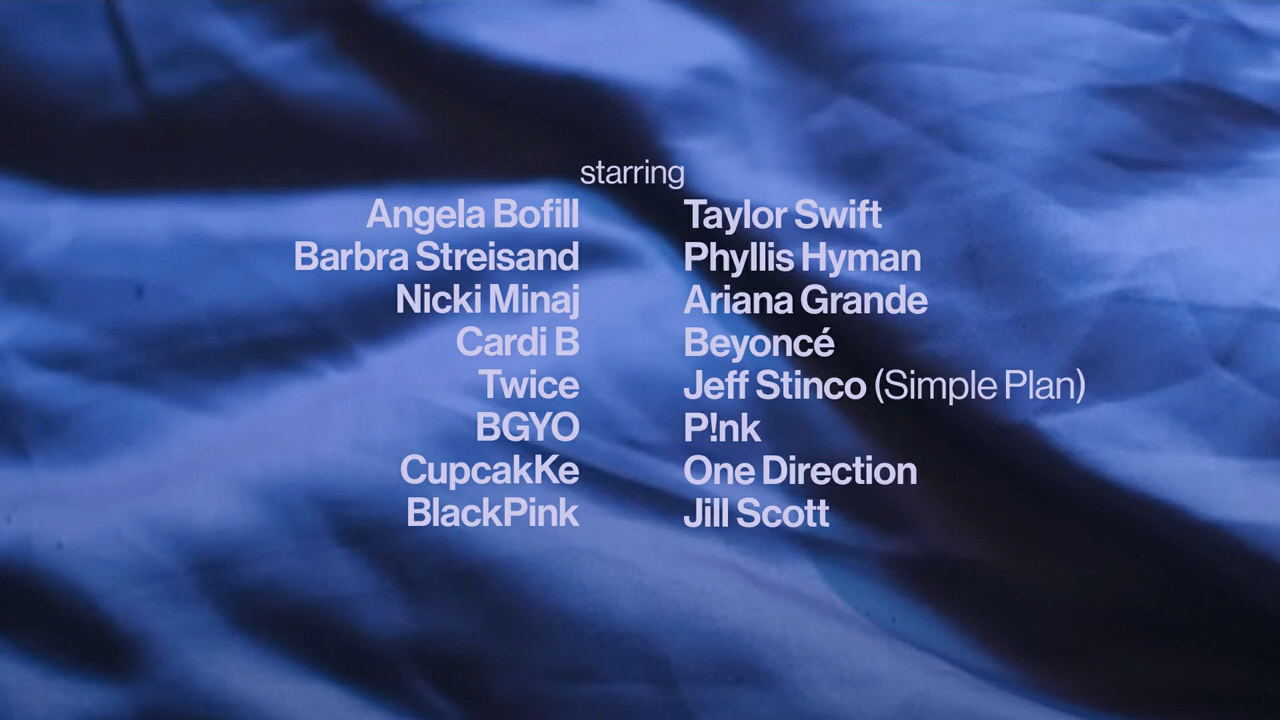 starring
Angela Bofill Taylor Swift
Barbra Streisand Phyllis Hyman
Nicki Minaj Ariana Grande
Cardi B Beyoncé
Twice Jeff Stinco (Simple Plan)
BGYO P!nk
CupcakKe One Direction
BlackPink Jill Scott